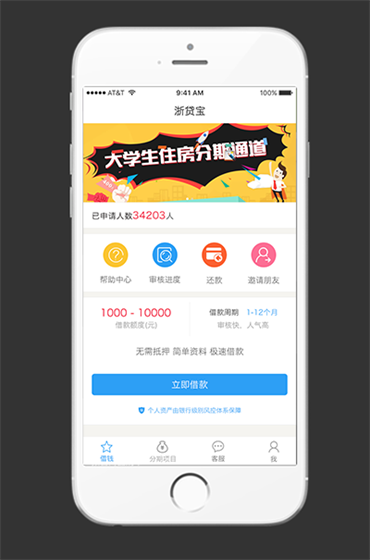 AT&T
9:41 AM
100%
浙贷宝
大学生住房分期通道
已申请人数34203人
帮助中心
审核进度
还款
邀请朋友
1000 - 10000
借款额度(元)
借款周期 1-12个月
审核快、人气高
无需抵押 简单资料 极速借款
立即借款
个人资产由银行级别风控体系保障
借钱
分期项目
客服
我